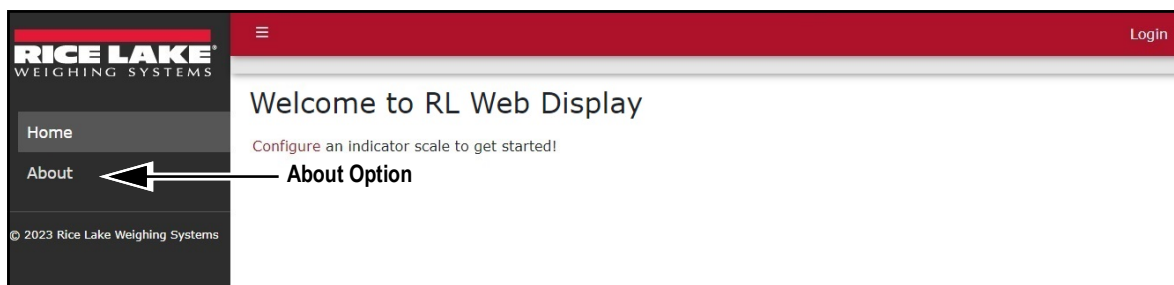 RICE LAKE®
WEIGHING SYSTEMS
Home
About
© 2023 Rice Lake Weighing Systems
Login
Welcome to RL Web Display
Configure an indicator scale to get started!
About Option